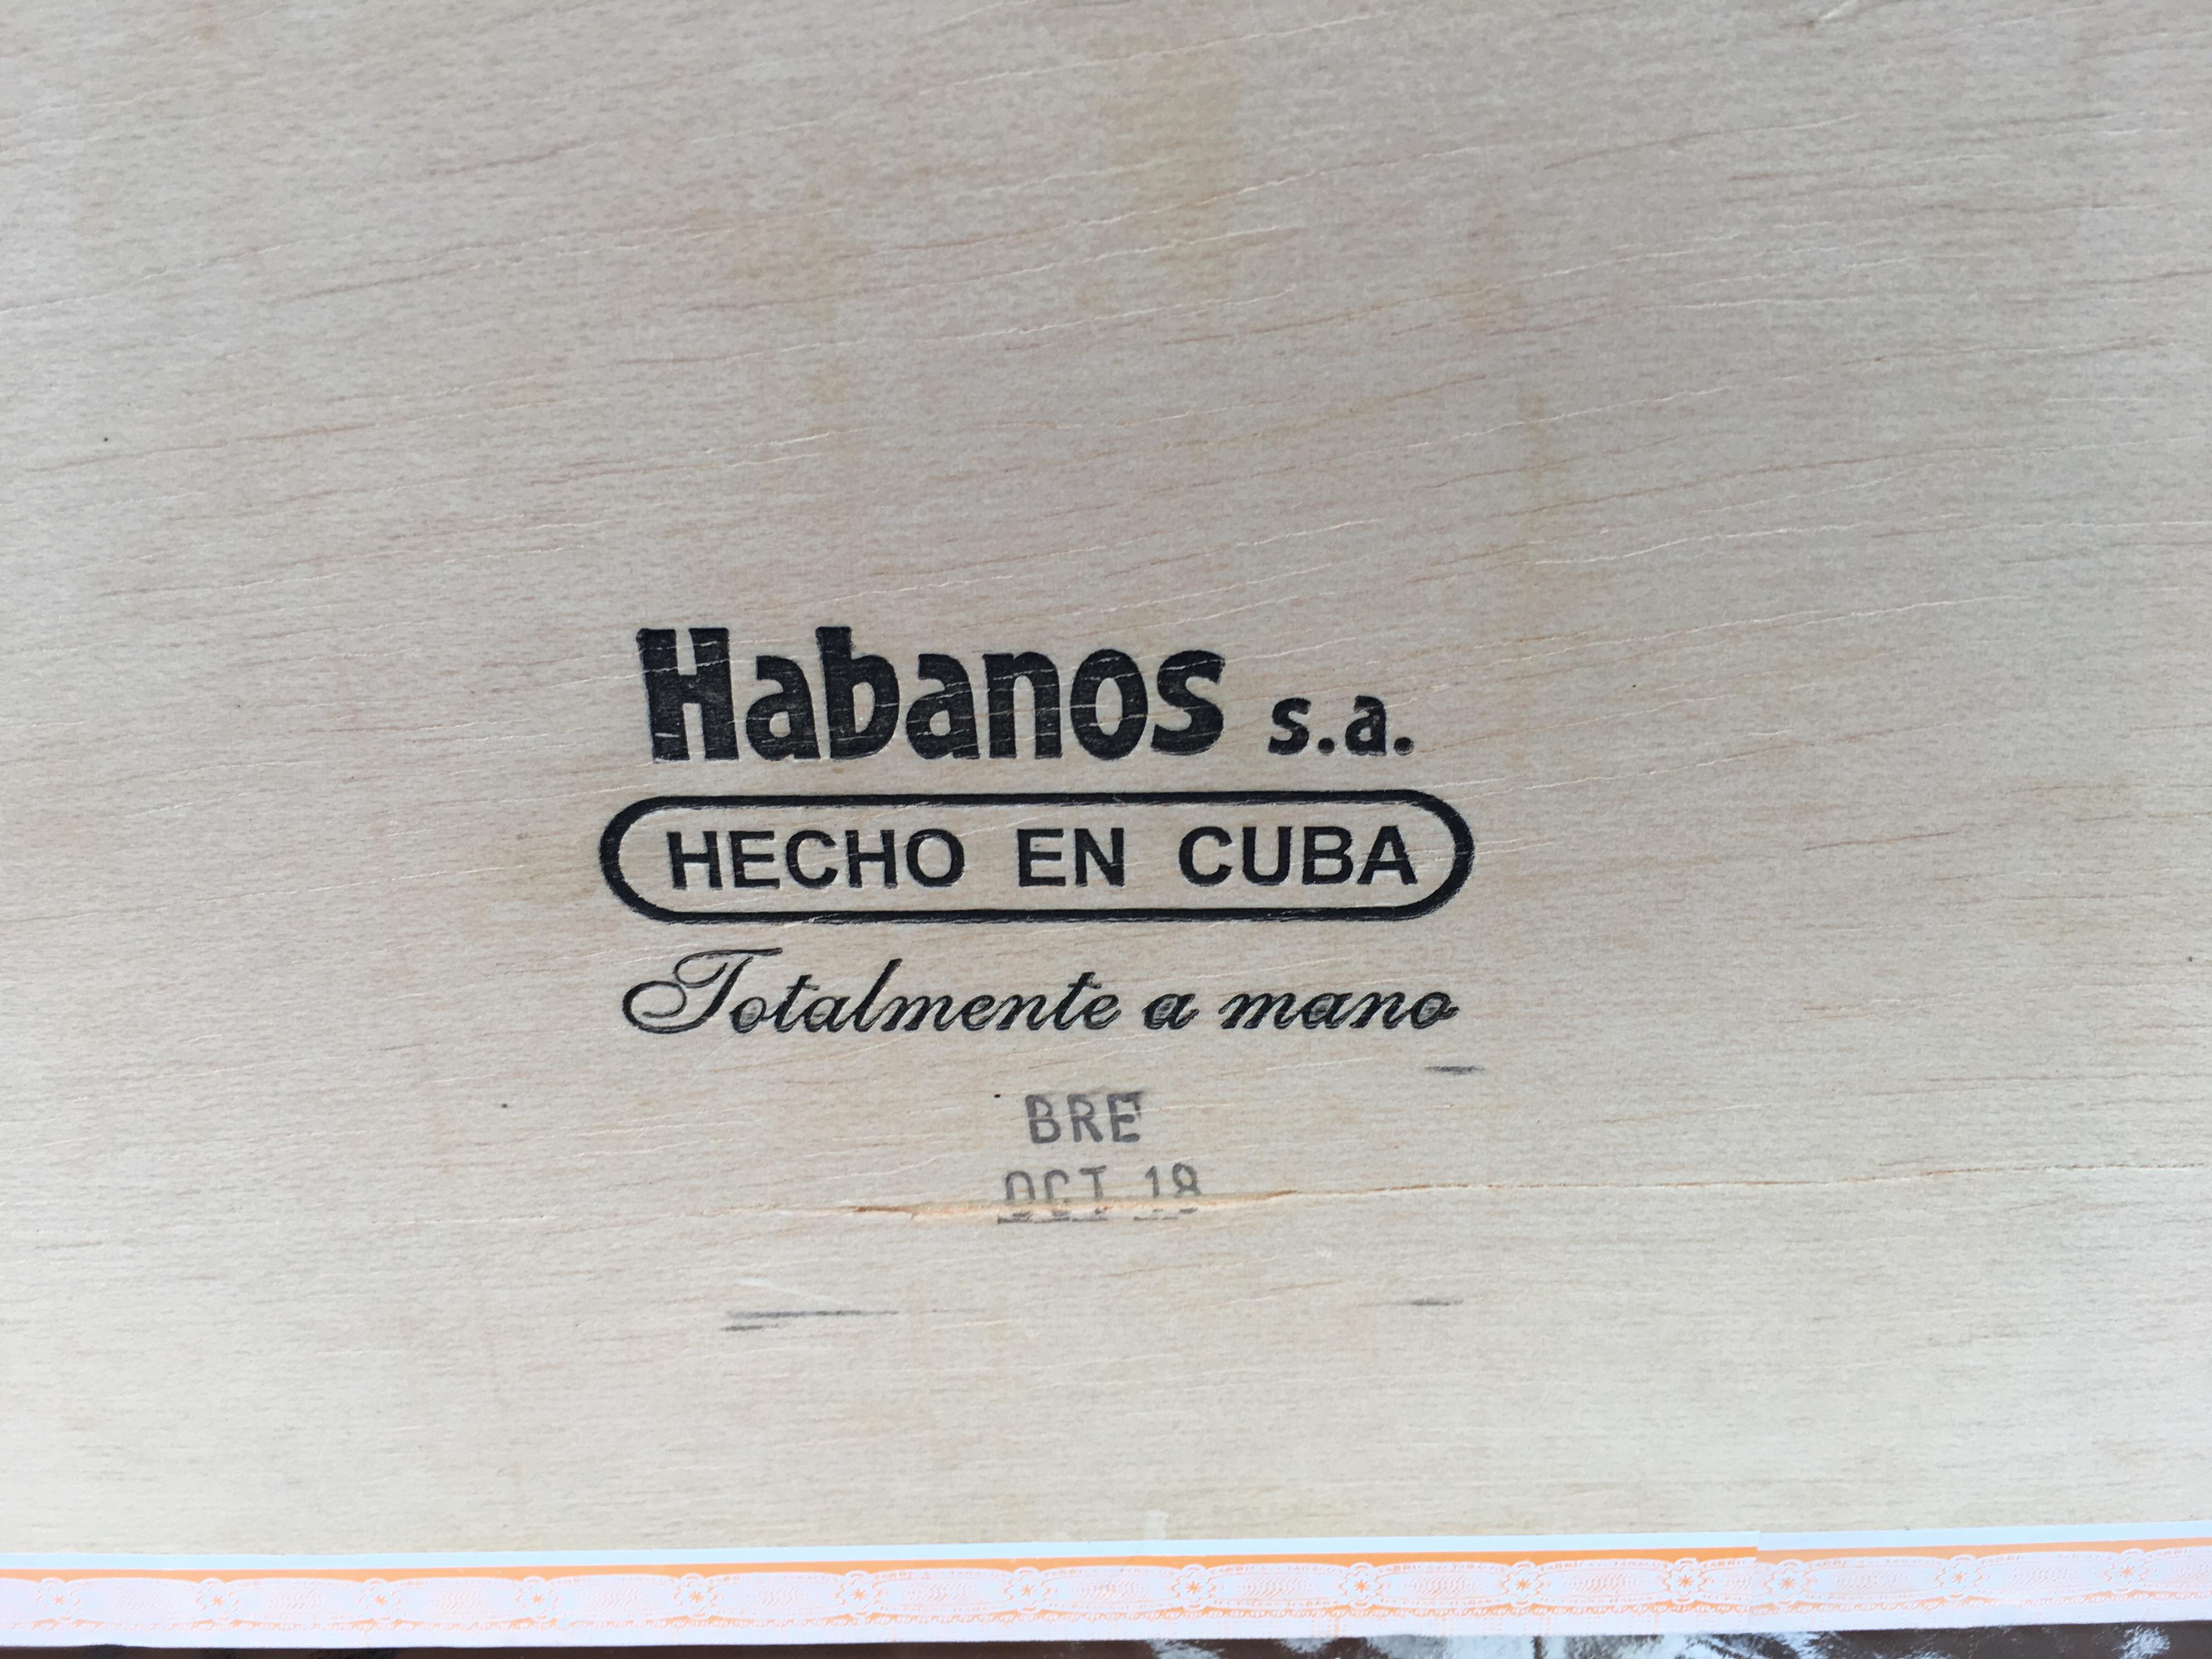 Habanos s.a.
HECHO EN CUBA
Totalmente a mano
BRE
OCT 18